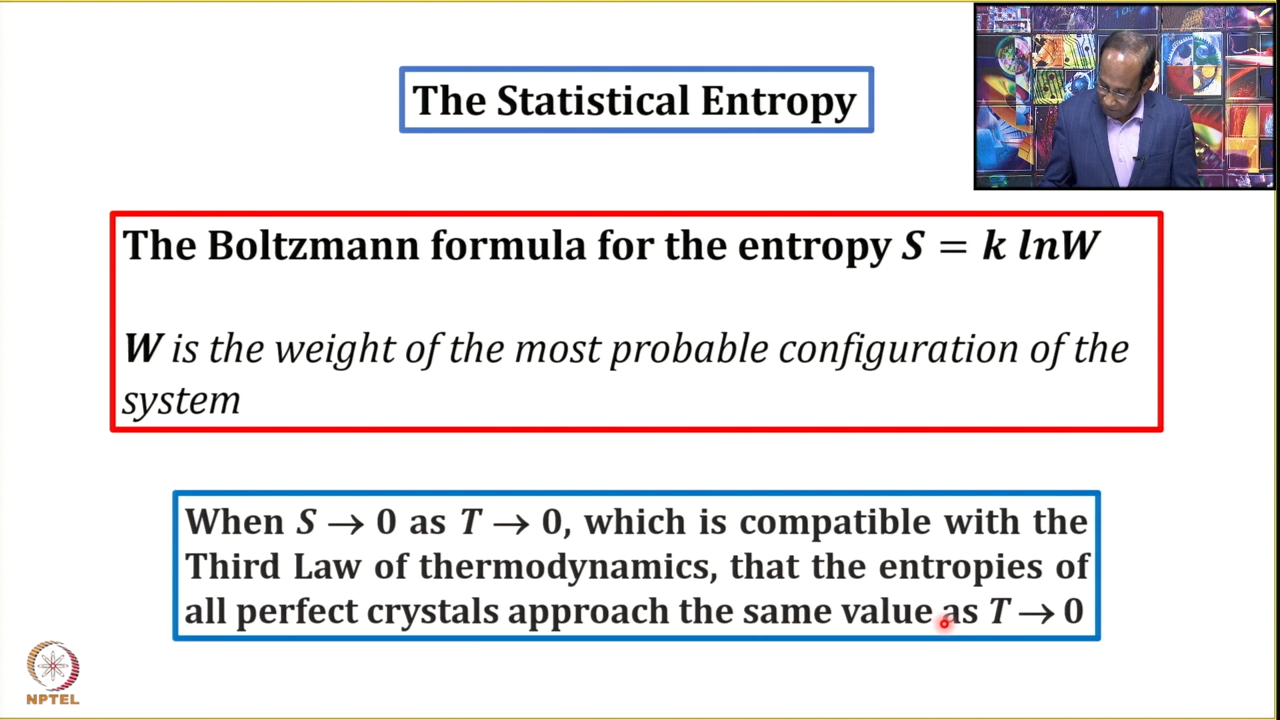 The Statistical Entropy
The Boltzmann formula for the entropy S = k lnW
W is the weight of the most probable configuration of the
system
When S → 0 as T → 0, which is compatible with the
Third Law of thermodynamics, that the entropies of
all perfect crystals approach the same value as T → 0
NPTEL